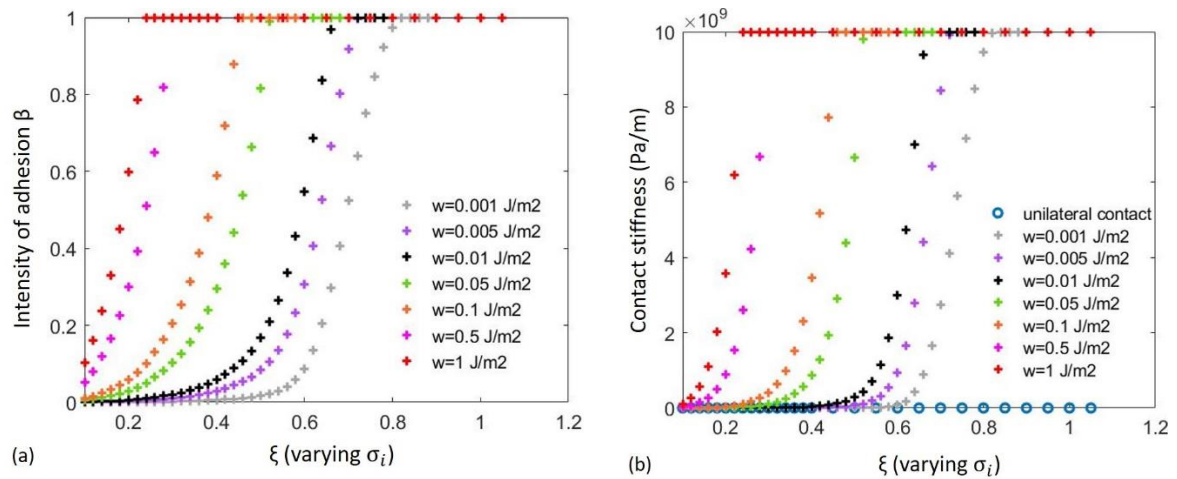 1
0.8
0.6
0.4
0.2
0
Intensity of adhesion β
w=0.001 J/m2
w=0.005 J/m2
w=0.01 J/m2
w=0.05 J/m2
w=0.1 J/m2
w=0.5 J/m2
w=1 J/m2
0.2 0.4 0.6 0.8 1 1.2
(a) ξ (varying σᵢ)
×10⁹
10
8
6
4
2
0
Contact stiffness (Pa/m)
unilateral contact
w=0.001 J/m2
w=0.005 J/m2
w=0.01 J/m2
w=0.05 J/m2
w=0.1 J/m2
w=0.5 J/m2
w=1 J/m2
0.2 0.4 0.6 0.8 1 1.2
(b) ξ (varying σᵢ)